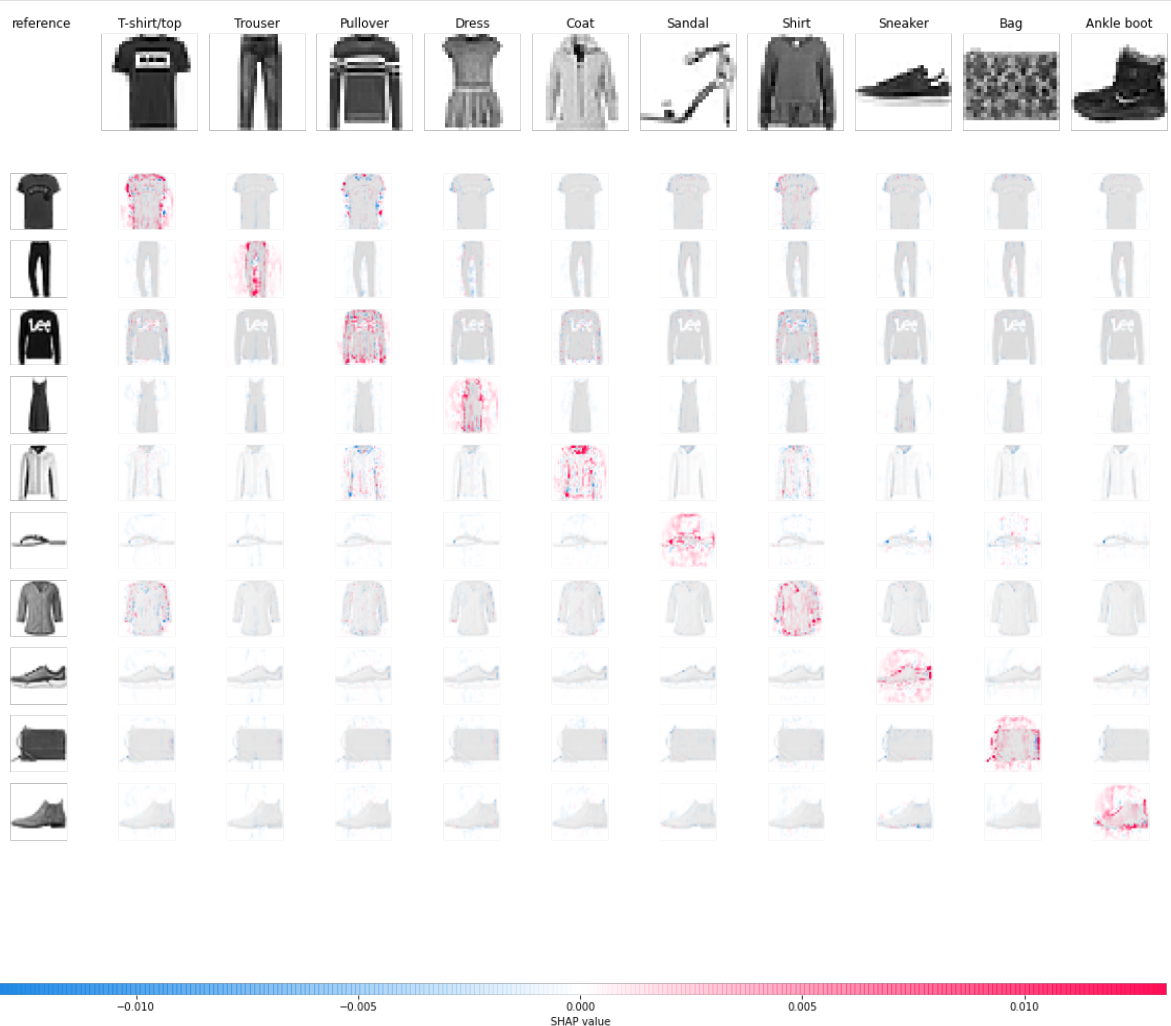 reference T-shirt/top Trouser Pullover Dress Coat Sandal Shirt Sneaker Bag Ankle boot
Lee Lee Lee Lee Lee Lee Lee Lee Lee Lee Lee
−0.010 −0.005 0.000 0.005 0.010
SHAP value